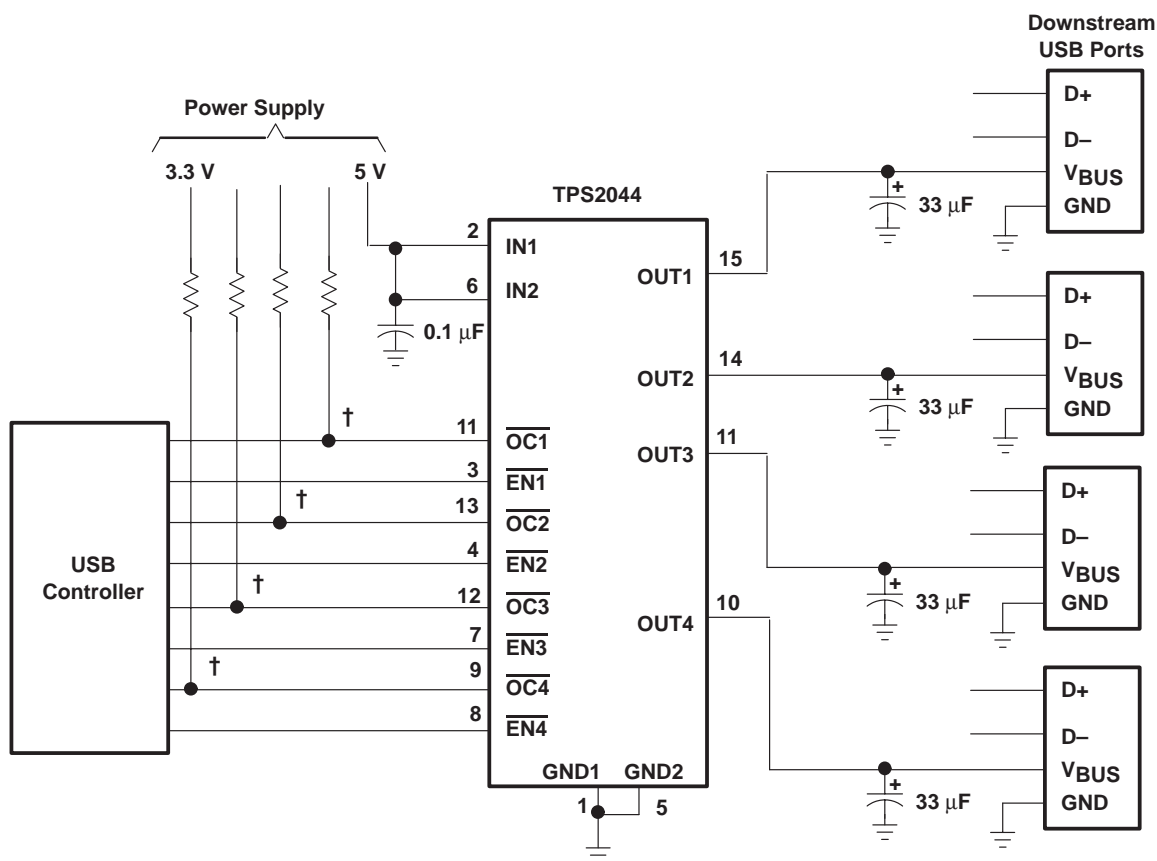 Downstream
USB Ports
Power Supply
3.3 V
5 V
TPS2044
USB
Controller
2
IN1
6
IN2
0.1 μF
†
11
OC1
3
EN1
†
13
OC2
4
EN2
†
12
OC3
7
EN3
†
9
OC4
8
EN4
GND1
GND2
1
5
OUT1
15
OUT2
14
OUT3
11
OUT4
10
+
33 μF
D+
D–
VBUS
GND
+
33 μF
D+
D–
VBUS
GND
+
33 μF
D+
D–
VBUS
GND
+
33 μF
D+
D–
VBUS
GND